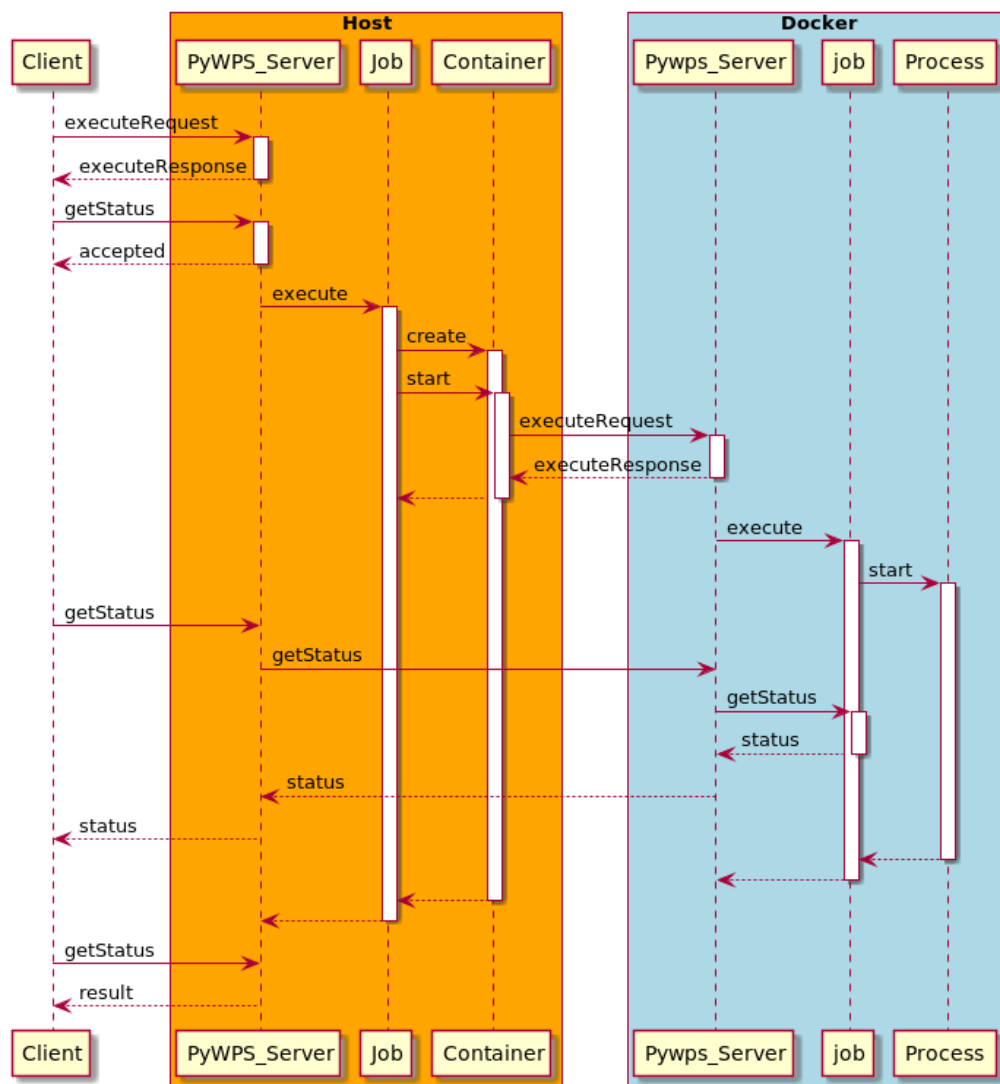 Host
Docker
Client
PyWPS_Server
Job
Container
Pywps_Server
job
Process
executeRequest
executeResponse
getStatus
accepted
execute
create
start
executeRequest
executeResponse
execute
start
getStatus
getStatus
getStatus
status
status
status
getStatus
result
Client
PyWPS_Server
Job
Container
Pywps_Server
job
Process